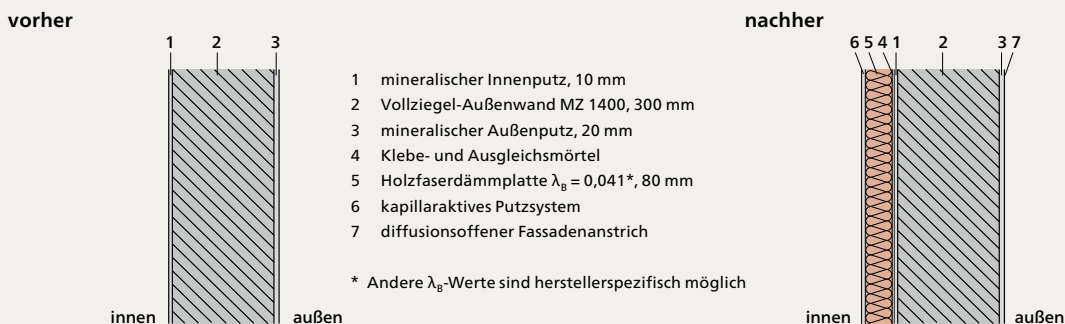 vorher
1 2 3
innen
außen
1 mineralischer Innenputz, 10 mm
2 Vollziegel-Außenwand MZ 1400, 300 mm
3 mineralischer Außenputz, 20 mm
4 Klebe- und Ausgleichsmörtel
5 Holzfaserdämmplatte λB = 0,041*, 80 mm
6 kapillaraktives Putzsystem
7 diffusionsoffener Fassadenanstrich
* Andere λB-Werte sind herstellerspezifisch möglich
nachher
6 5 4 1 2 3 7
innen
außen